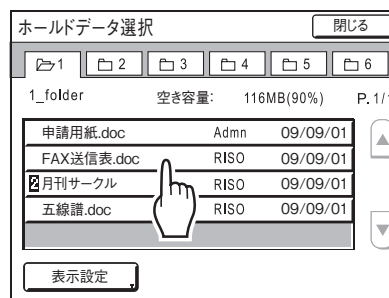 ホールドデータ選択 閉じる
1 2 3 4 5 6
1_folder 空き容量: 116MB(90%) P. 1/
申請用紙.doc Admn 09/09/01
FAX送信表.doc RISO 09/09/01
2 月刊サークル RISO 09/09/01
五線譜.doc RISO 09/09/01
表示設定